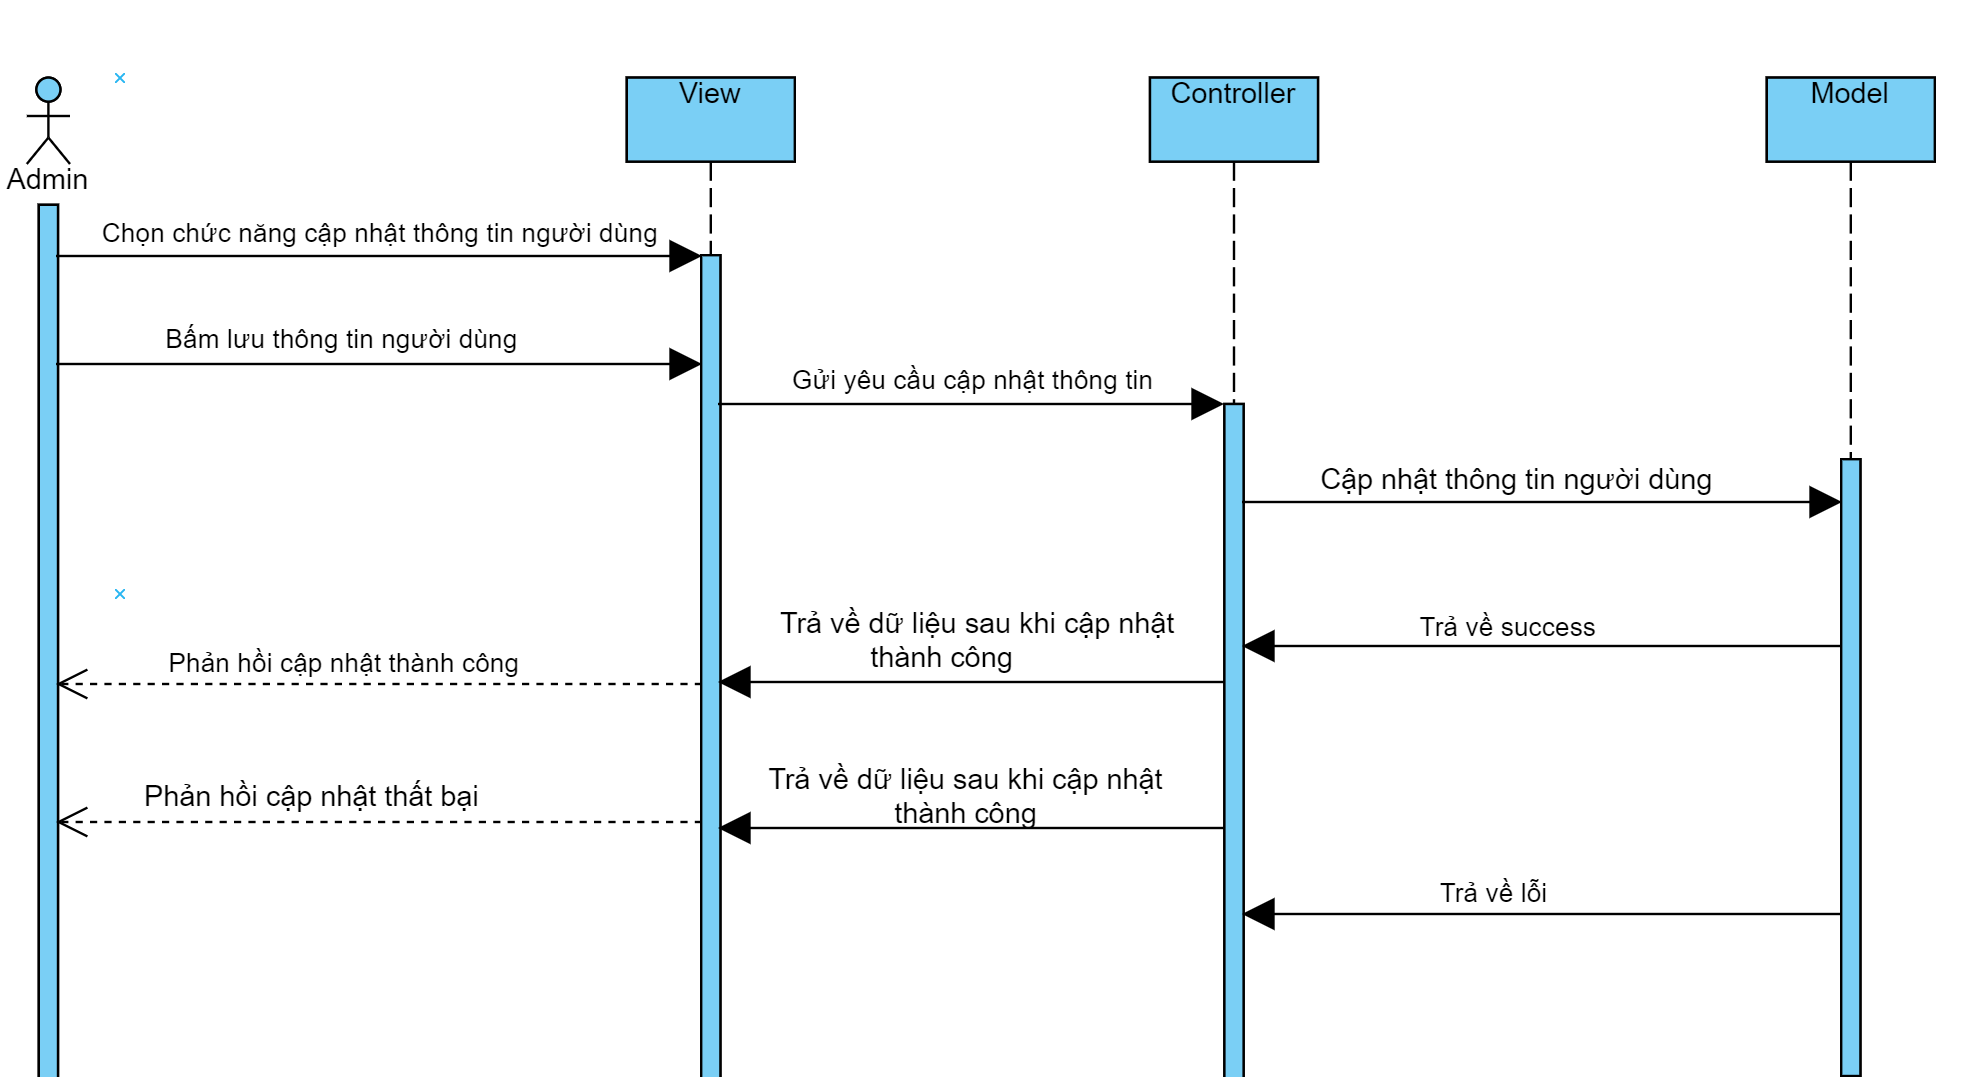 View
Controller
Model
Admin
Chọn chức năng cập nhật thông tin người dùng
Bấm lưu thông tin người dùng
Gửi yêu cầu cập nhật thông tin
Cập nhật thông tin người dùng
Trả về dữ liệu sau khi cập nhật
thành công
Trả về success
Phản hồi cập nhật thành công
Trả về dữ liệu sau khi cập nhật
thành công
Phản hồi cập nhật thất bại
Trả về lỗi